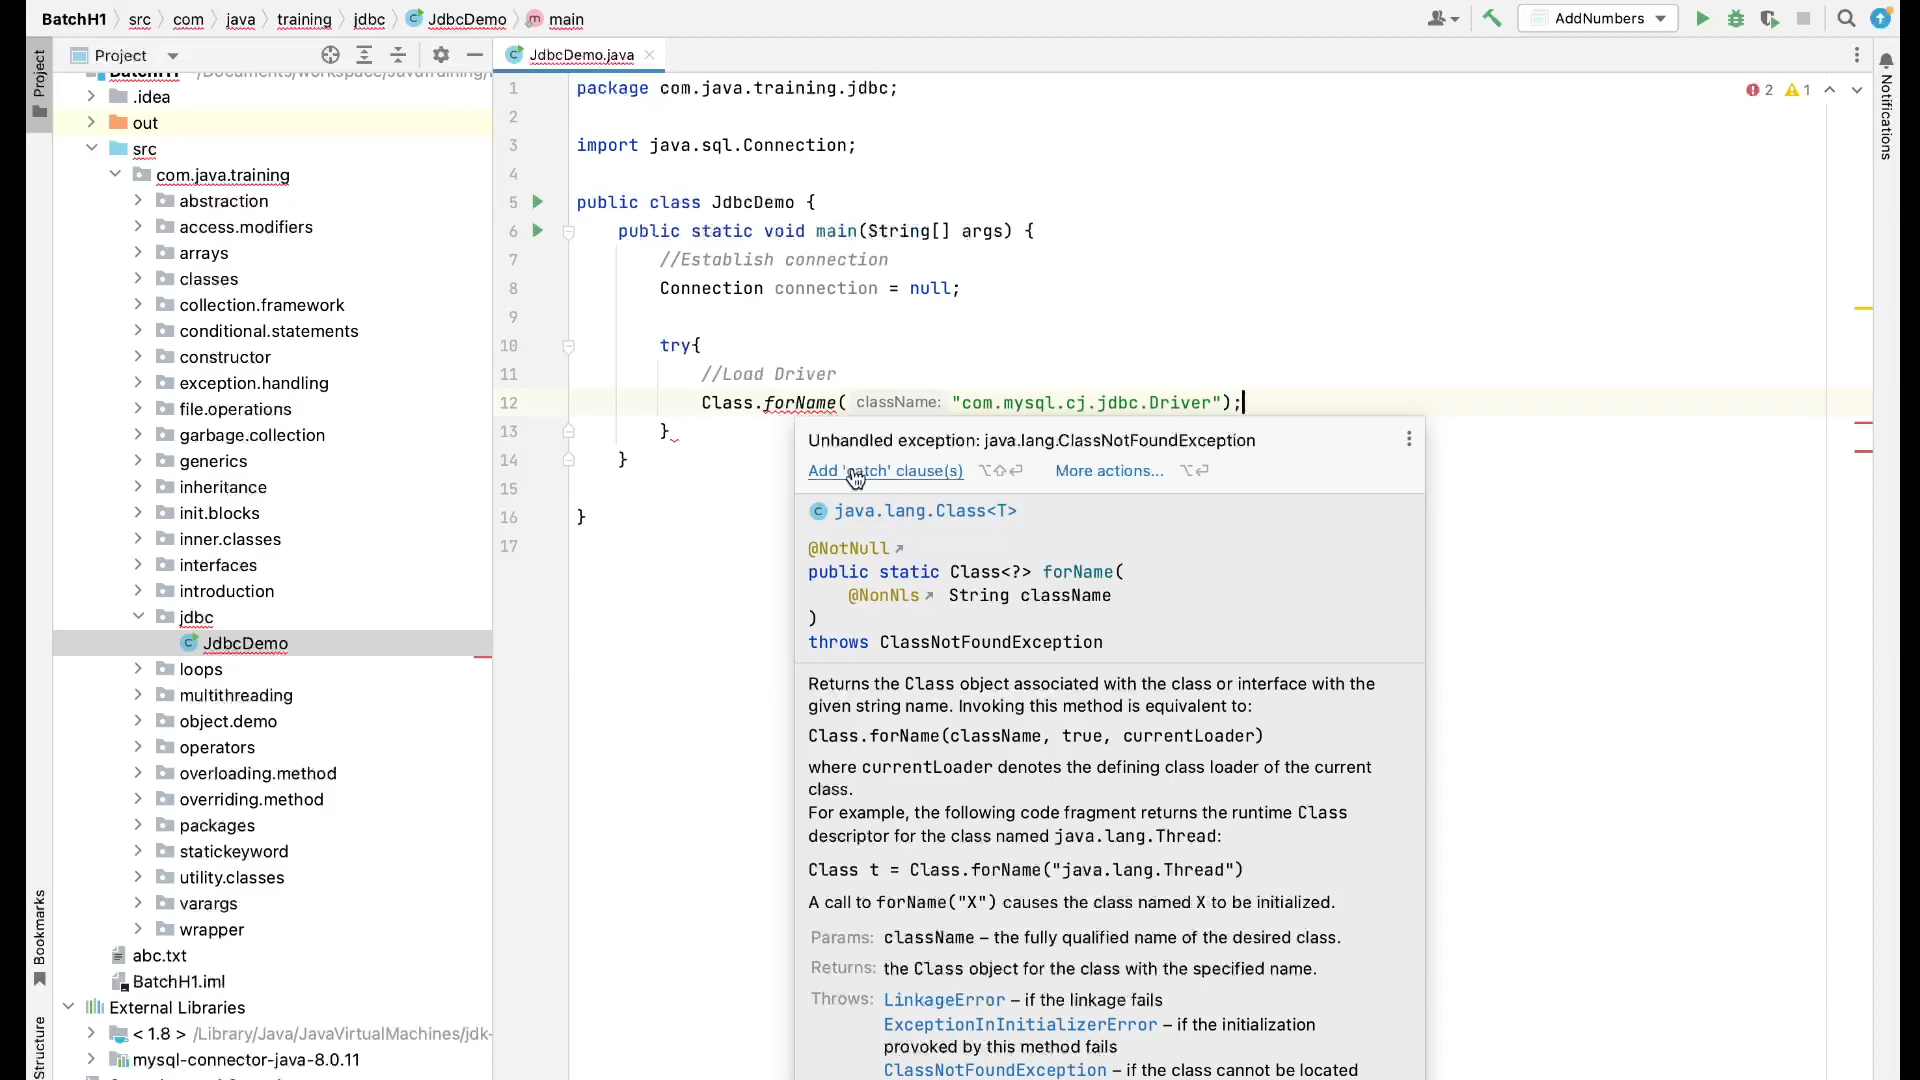 BatchH1 src com java training jdbc JdbcDemo main
AddNumbers
Project
Project
JdbcDemo.java
.idea
out
src
com.java.training
abstraction
access.modifiers
arrays
classes
collection.framework
conditional.statements
constructor
exception.handling
file.operations
garbage.collection
generics
inheritance
init.blocks
inner.classes
interfaces
introduction
jdbc
JdbcDemo
loops
multithreading
object.demo
operators
overloading.method
overriding.method
packages
statickeyword
utility.classes
varargs
wrapper
abc.txt
BatchH1.iml
External Libraries
< 1.8 > /Library/Java/JavaVirtualMachines/jdk-
mysql-connector-java-8.0.11
Bookmarks
Structure
Notifications
2 1
1 package com.java.training.jdbc;
2
3 import java.sql.Connection;
4
5 public class JdbcDemo {
6 public static void main(String[] args) {
7 //Establish connection
8 Connection connection = null;
9
10 try{
11 //Load Driver
12 Class.forName( className: "com.mysql.cj.jdbc.Driver");
13 }
14 }
15
16 }
17
Unhandled exception: java.lang.ClassNotFoundException
Add 'catch' clause(s) ⌥⇧⏎ More actions... ⌥⏎
java.lang.Class<T>
@NotNull
public static Class<?> forName(
@NonNls String className
)
throws ClassNotFoundException
Returns the Class object associated with the class or interface with the
given string name. Invoking this method is equivalent to:
Class.forName(className, true, currentLoader)
where currentLoader denotes the defining class loader of the current
class.
For example, the following code fragment returns the runtime Class
descriptor for the class named java.lang.Thread:
Class t = Class.forName("java.lang.Thread")
A call to forName("X") causes the class named X to be initialized.
Params: className – the fully qualified name of the desired class.
Returns: the Class object for the class with the specified name.
Throws: LinkageError – if the linkage fails
ExceptionInInitializerError – if the initialization
provoked by this method fails
ClassNotFoundException – if the class cannot be located